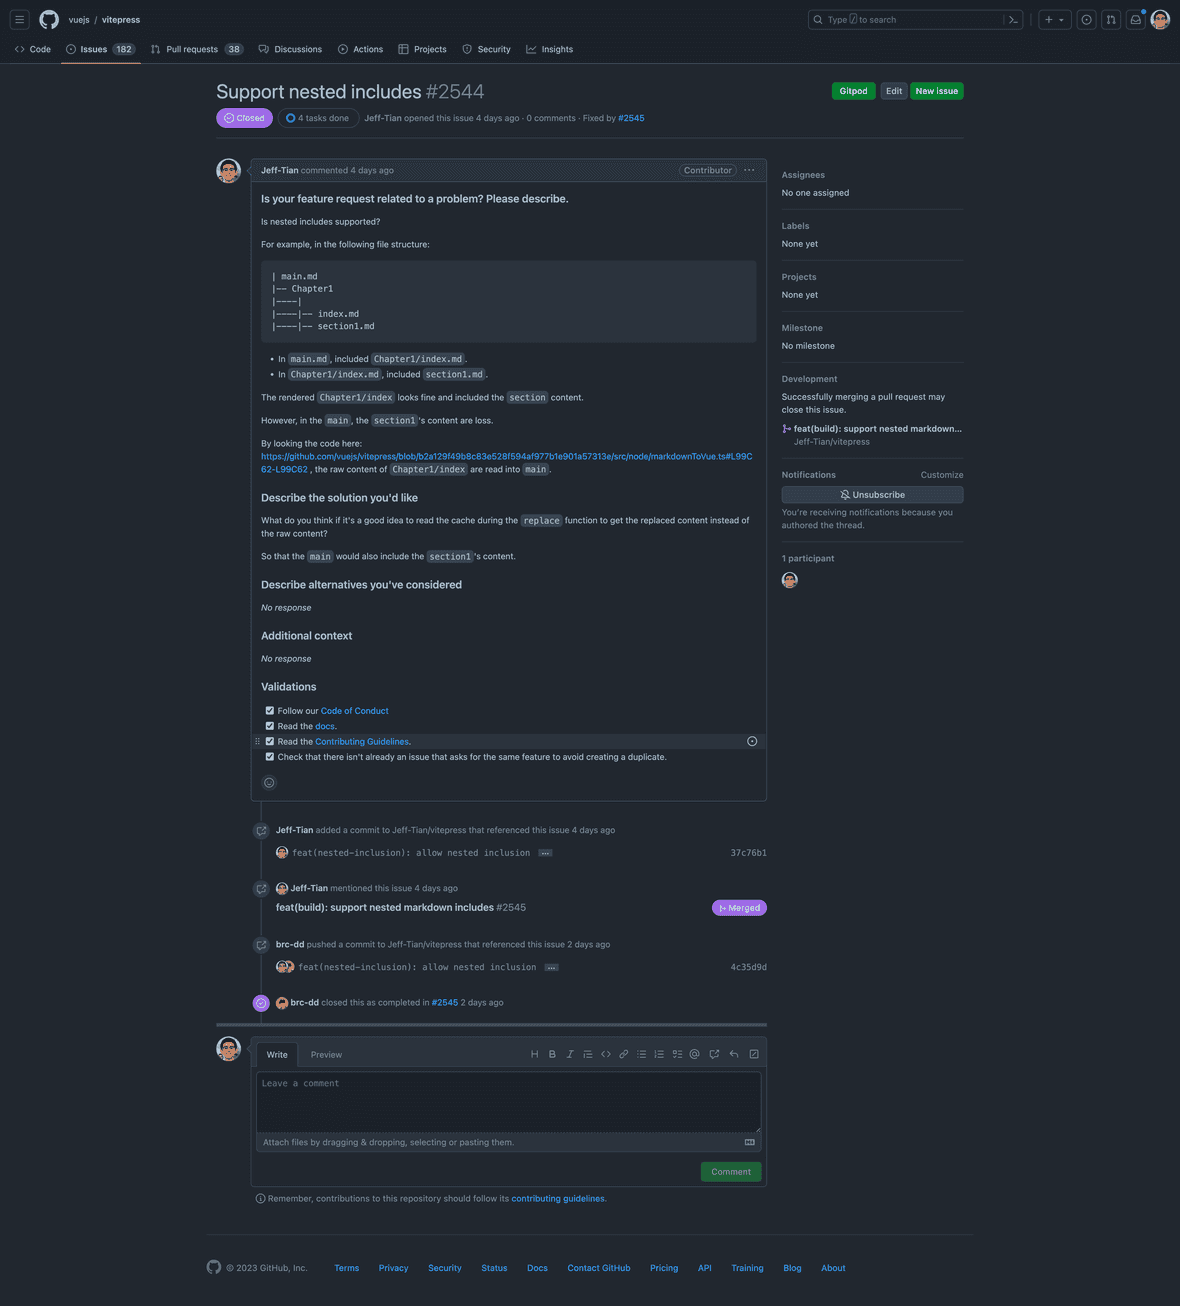 vuejs / vitepress
Type / to search
Code
Issues 182
Pull requests 38
Discussions
Actions
Projects
Security
Insights
Support nested includes #2544
Gitpod
Edit
New issue
Closed
4 tasks done
Jeff-Tian opened this issue 4 days ago · 0 comments · Fixed by #2545
Jeff-Tian commented 4 days ago
Contributor
Is your feature request related to a problem? Please describe.
Is nested includes supported?
For example, in the following file structure:
| main.md
|-- Chapter1
|----|
|----|-- index.md
|----|-- section1.md
• In main.md, included Chapter1/index.md.
• In Chapter1/index.md, included section1.md.
The rendered Chapter1/index looks fine and included the section content.
However, in the main, the section1's content are loss.
By looking the code here:
https://github.com/vuejs/vitepress/blob/b2a129f49b8c83e528f594af977b1e901a57313e/src/node/markdownToVue.ts#L99C
62-L99C62 , the raw content of Chapter1/index are read into main.
Describe the solution you'd like
What do you think if it's a good idea to read the cache during the replace function to get the replaced content instead of
the raw content?
So that the main would also include the section1's content.
Describe alternatives you've considered
No response
Additional context
No response
Validations
Follow our Code of Conduct
Read the docs.
Read the Contributing Guidelines.
Check that there isn't already an issue that asks for the same feature to avoid creating a duplicate.
Assignees
No one assigned
Labels
None yet
Projects
None yet
Milestone
No milestone
Development
Successfully merging a pull request may
close this issue.
feat(build): support nested markdown...
Jeff-Tian/vitepress
Notifications
Customize
Unsubscribe
You're receiving notifications because you
authored the thread.
1 participant
Jeff-Tian added a commit to Jeff-Tian/vitepress that referenced this issue 4 days ago
feat(nested-inclusion): allow nested inclusion ...
37c76b1
Jeff-Tian mentioned this issue 4 days ago
feat(build): support nested markdown includes #2545
Merged
brc-dd pushed a commit to Jeff-Tian/vitepress that referenced this issue 2 days ago
feat(nested-inclusion): allow nested inclusion ...
4c35d9d
brc-dd closed this as completed in #2545 2 days ago
Write
Preview
Leave a comment
Attach files by dragging & dropping, selecting or pasting them.
Comment
Remember, contributions to this repository should follow its contributing guidelines.
© 2023 GitHub, Inc.
Terms
Privacy
Security
Status
Docs
Contact GitHub
Pricing
API
Training
Blog
About